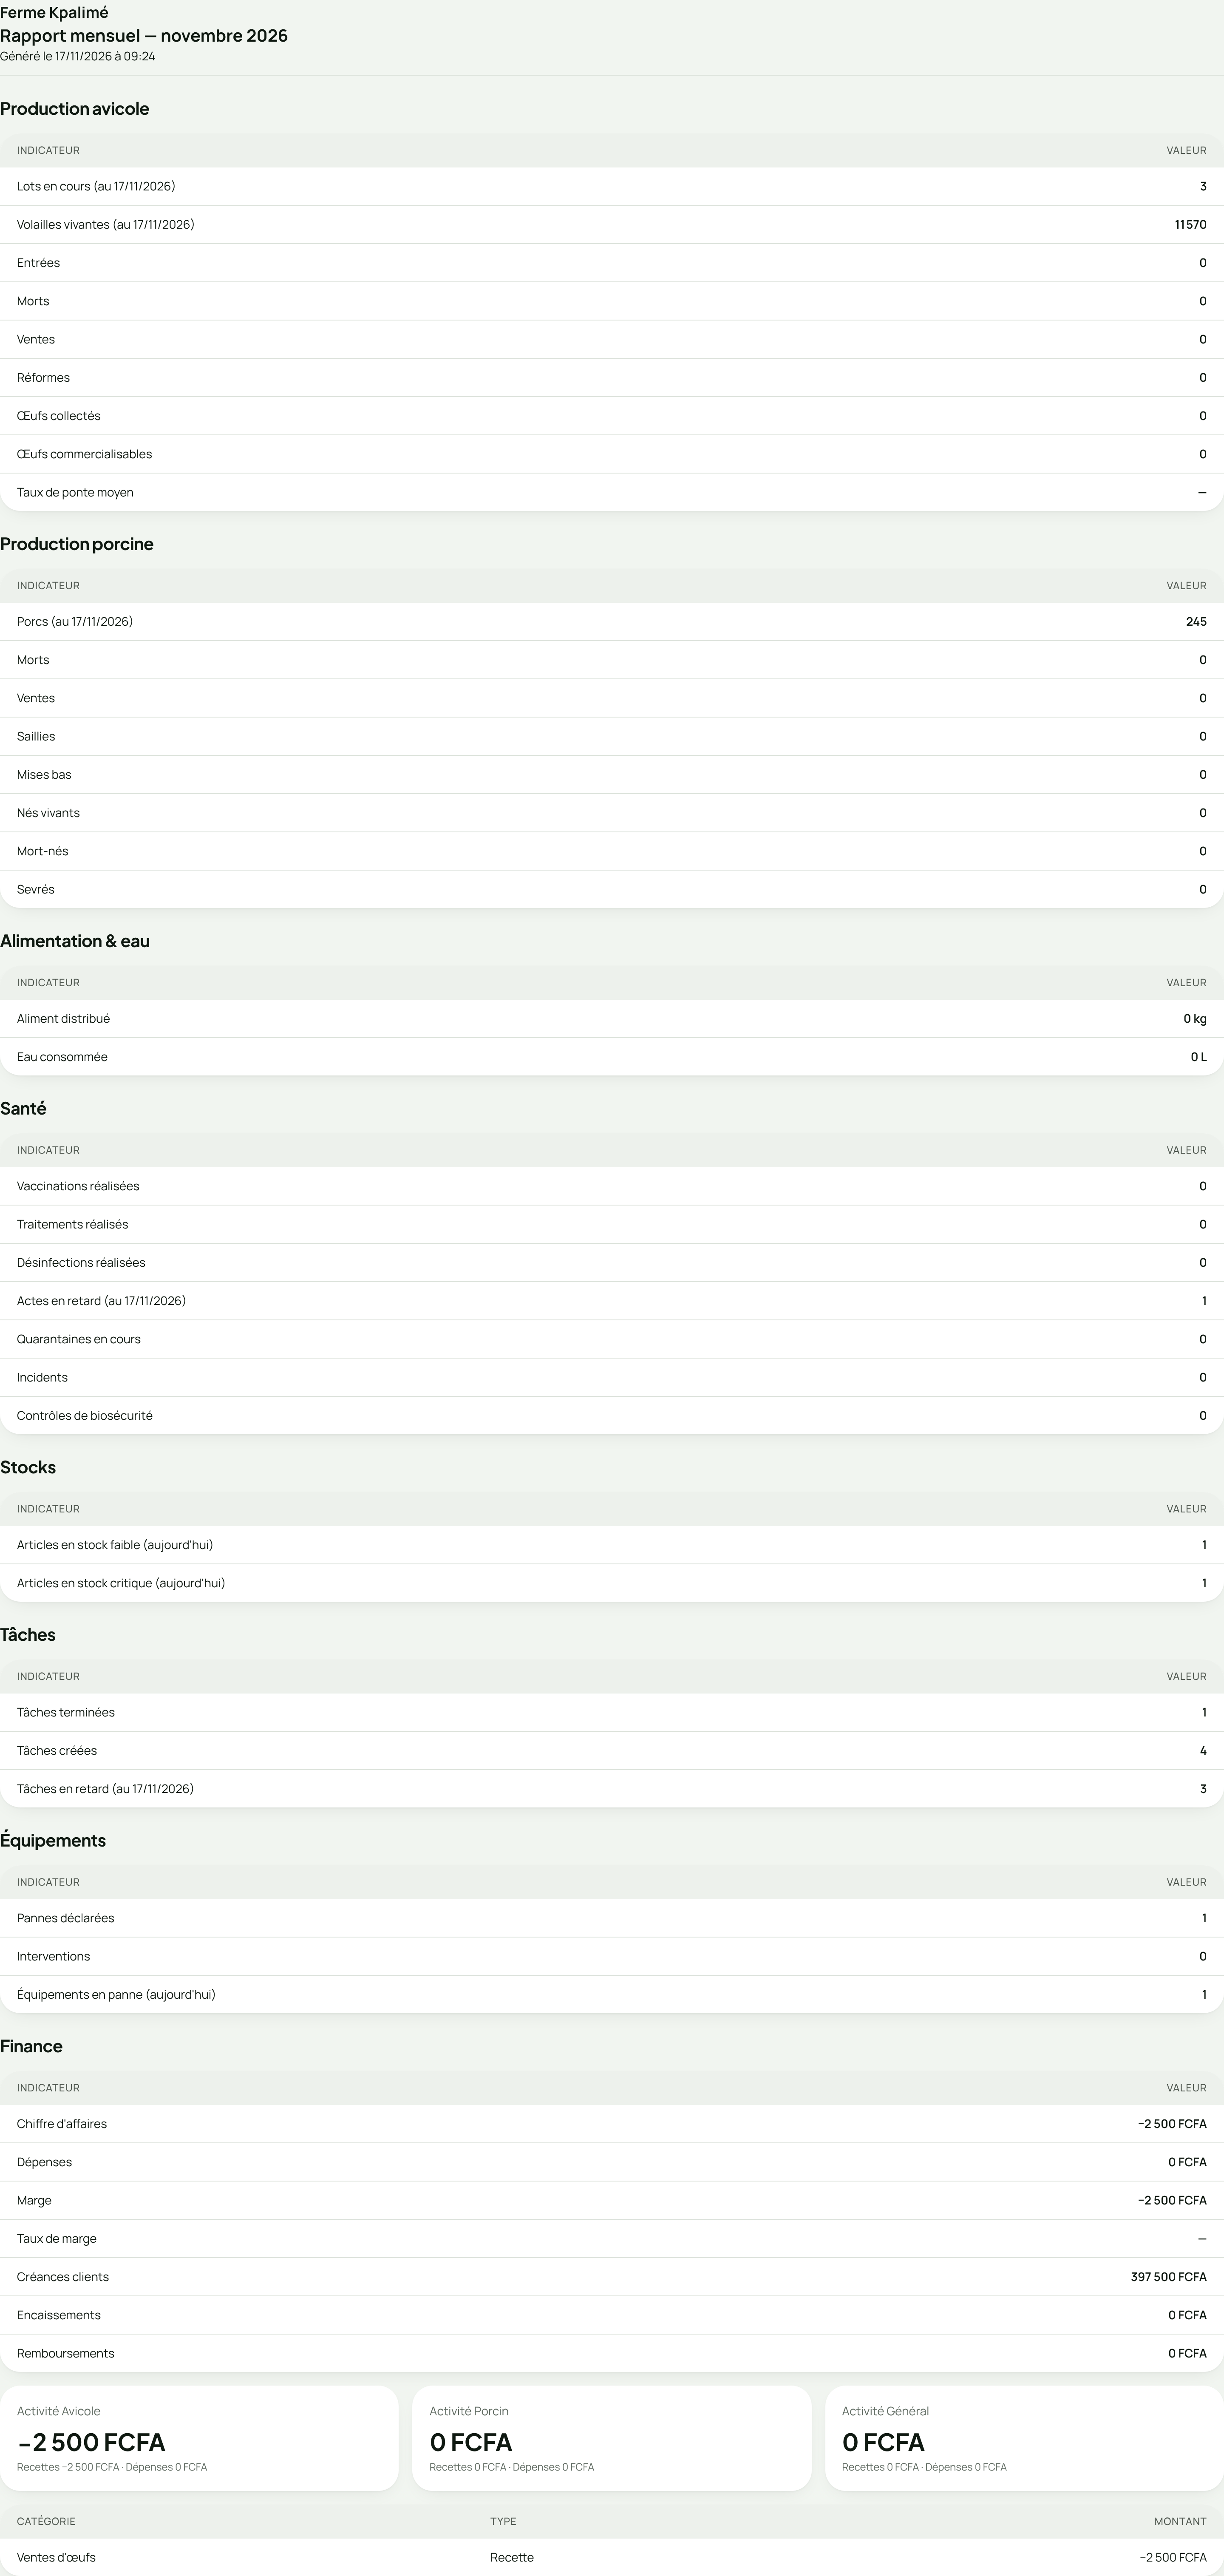 Ferme Kpalimé
Rapport mensuel — novembre 2026
Généré le 17/11/2026 à 09:24
Production avicole
INDICATEUR VALEUR
Lots en cours (au 17/11/2026) 3
Volailles vivantes (au 17/11/2026) 11 570
Entrées 0
Morts 0
Ventes 0
Réformes 0
Œufs collectés 0
Œufs commercialisables 0
Taux de ponte moyen —
Production porcine
INDICATEUR VALEUR
Porcs (au 17/11/2026) 245
Morts 0
Ventes 0
Saillies 0
Mises bas 0
Nés vivants 0
Mort-nés 0
Sevrés 0
Alimentation & eau
INDICATEUR VALEUR
Aliment distribué 0 kg
Eau consommée 0 L
Santé
INDICATEUR VALEUR
Vaccinations réalisées 0
Traitements réalisés 0
Désinfections réalisées 0
Actes en retard (au 17/11/2026) 1
Quarantaines en cours 0
Incidents 0
Contrôles de biosécurité 0
Stocks
INDICATEUR VALEUR
Articles en stock faible (aujourd'hui) 1
Articles en stock critique (aujourd'hui) 1
Tâches
INDICATEUR VALEUR
Tâches terminées 1
Tâches créées 4
Tâches en retard (au 17/11/2026) 3
Équipements
INDICATEUR VALEUR
Pannes déclarées 1
Interventions 0
Équipements en panne (aujourd'hui) 1
Finance
INDICATEUR VALEUR
Chiffre d'affaires −2 500 FCFA
Dépenses 0 FCFA
Marge −2 500 FCFA
Taux de marge —
Créances clients 397 500 FCFA
Encaissements 0 FCFA
Remboursements 0 FCFA
Activité Avicole Activité Porcin Activité Général
−2 500 FCFA 0 FCFA 0 FCFA
Recettes −2 500 FCFA · Dépenses 0 FCFA Recettes 0 FCFA · Dépenses 0 FCFA Recettes 0 FCFA · Dépenses 0 FCFA
CATÉGORIE TYPE MONTANT
Ventes d'œufs Recette −2 500 FCFA